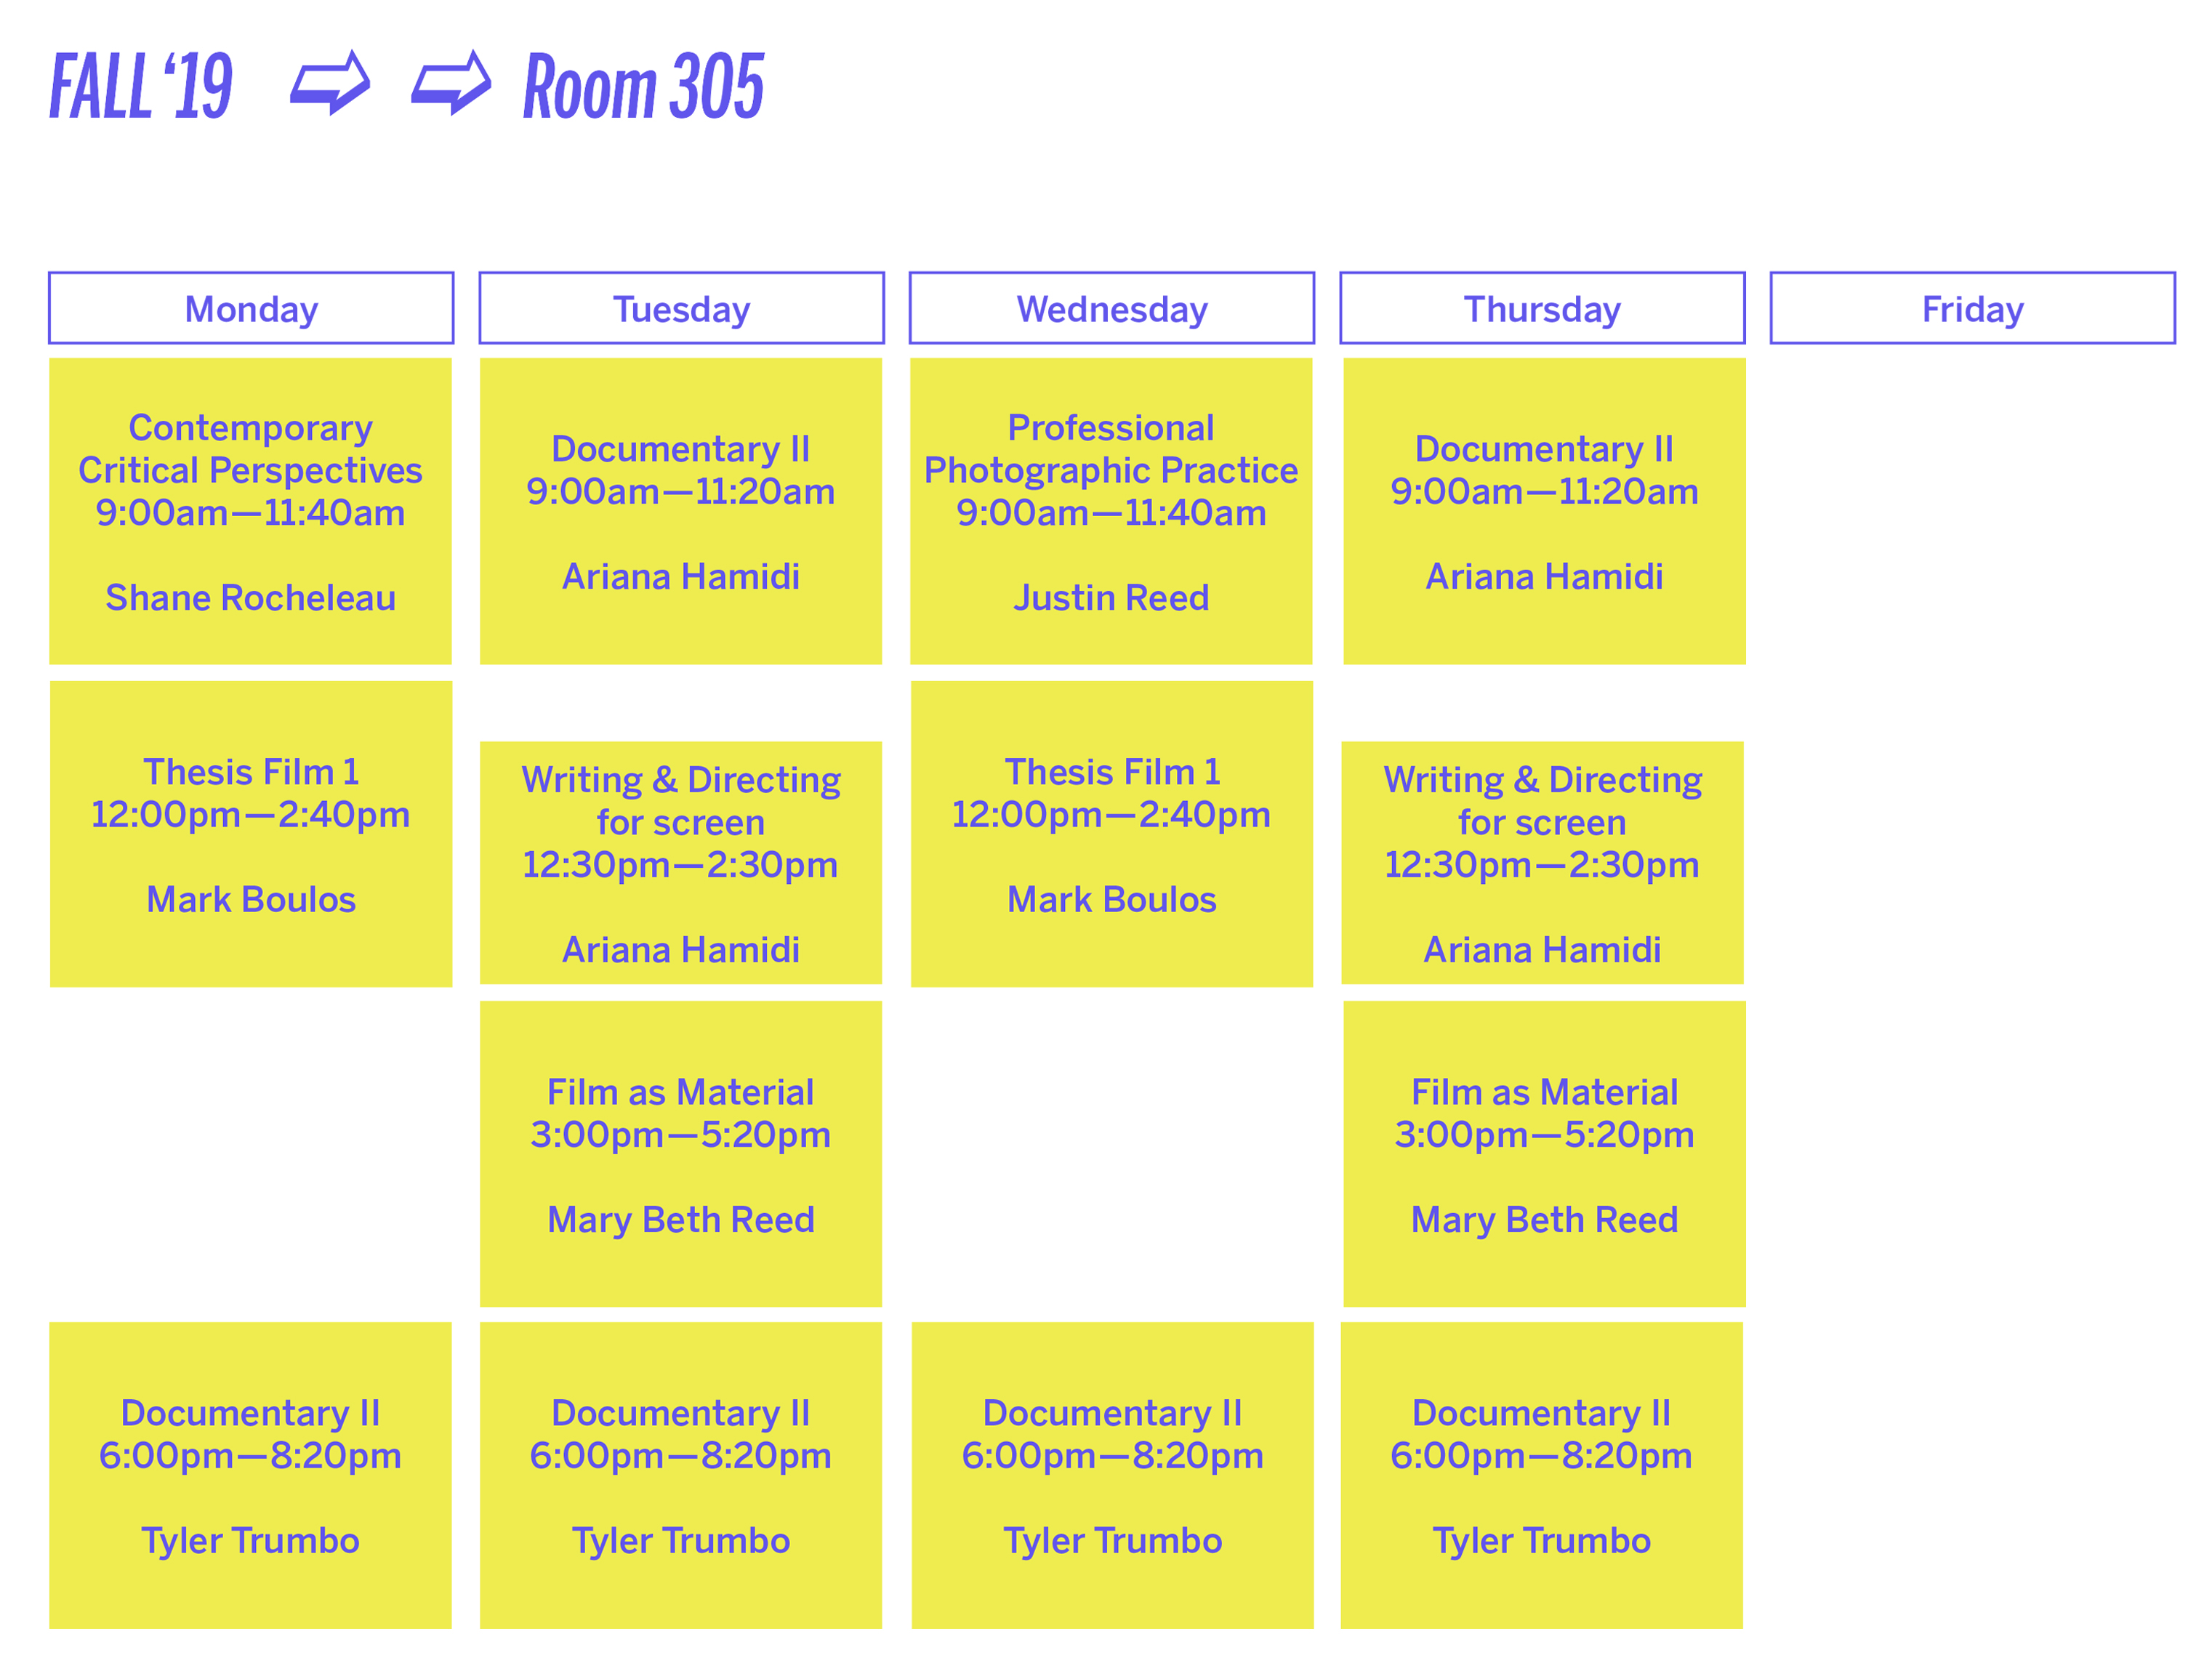 FALL ‘19 ⇨ ⇨ Room 305
Monday
Tuesday
Wednesday
Thursday
Friday
Contemporary
Critical Perspectives
9:00am—11:40am
Shane Rocheleau
Documentary II
9:00am—11:20am
Ariana Hamidi
Professional
Photographic Practice
9:00am—11:40am
Justin Reed
Documentary II
9:00am—11:20am
Ariana Hamidi
Thesis Film 1
12:00pm—2:40pm
Mark Boulos
Writing & Directing
for screen
12:30pm—2:30pm
Ariana Hamidi
Thesis Film 1
12:00pm—2:40pm
Mark Boulos
Writing & Directing
for screen
12:30pm—2:30pm
Ariana Hamidi
Film as Material
3:00pm—5:20pm
Mary Beth Reed
Film as Material
3:00pm—5:20pm
Mary Beth Reed
Documentary II
6:00pm—8:20pm
Tyler Trumbo
Documentary II
6:00pm—8:20pm
Tyler Trumbo
Documentary II
6:00pm—8:20pm
Tyler Trumbo
Documentary II
6:00pm—8:20pm
Tyler Trumbo